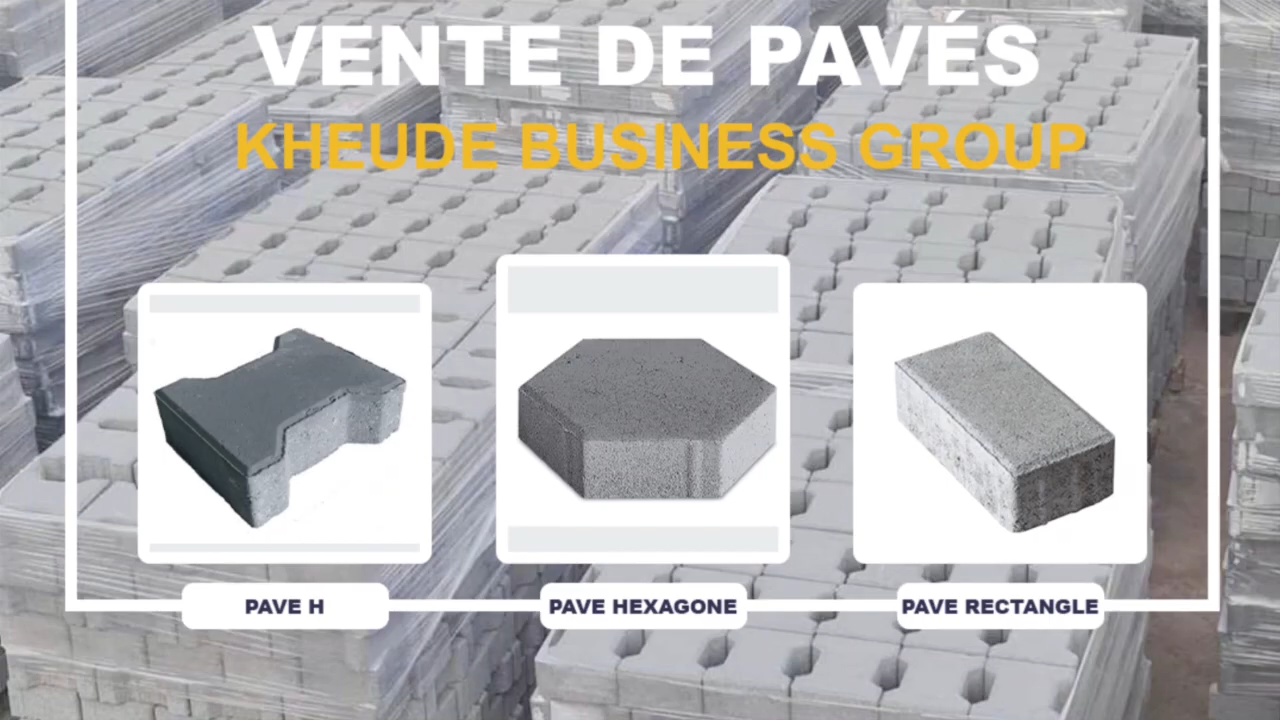 VENTE DE PAVÉS
KHEUDE BUSINESS GROUP
PAVE H
PAVE HEXAGONE
PAVE RECTANGLE